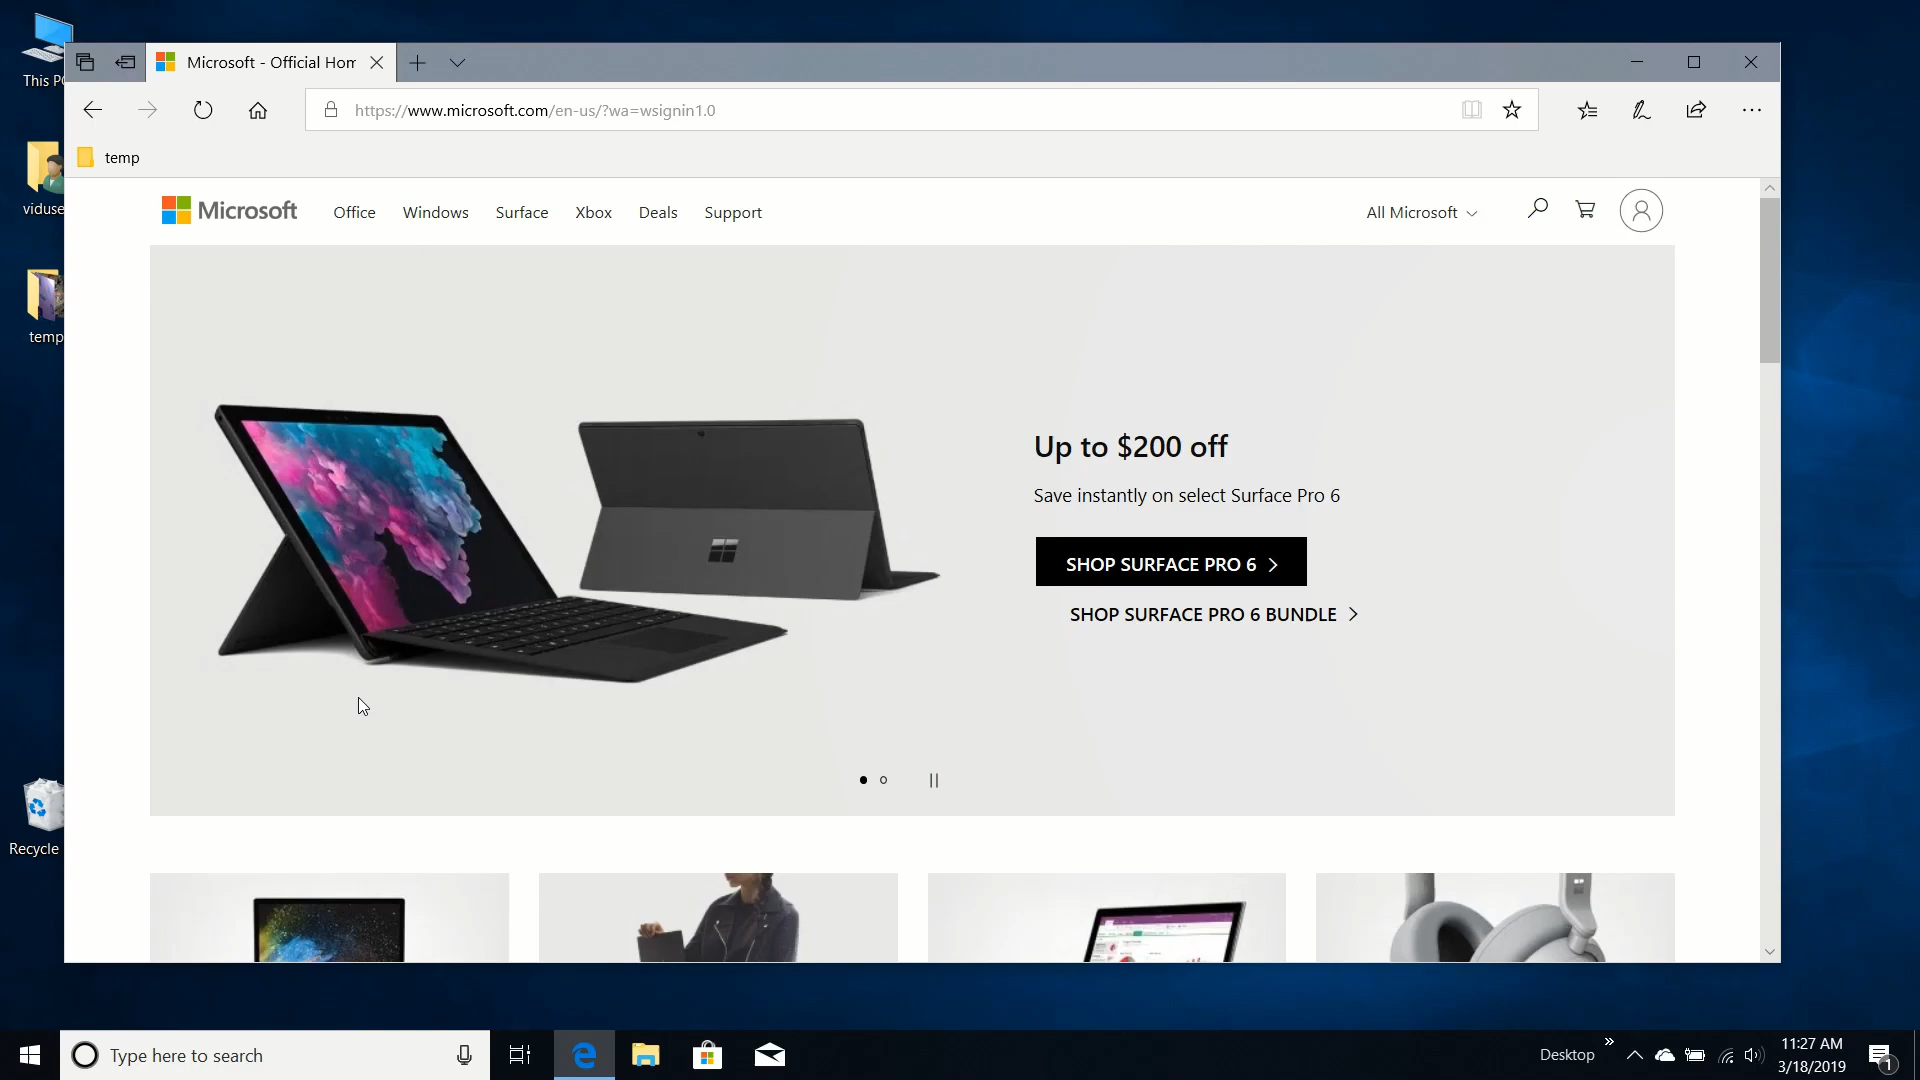 This PC
viduse
temp
Recycle
Microsoft - Official Hom
https://www.microsoft.com/en-us/?wa=wsignin1.0
temp
Microsoft
Office
Windows
Surface
Xbox
Deals
Support
All Microsoft
Up to $200 off
Save instantly on select Surface Pro 6
SHOP SURFACE PRO 6
SHOP SURFACE PRO 6 BUNDLE
Type here to search
Desktop
11:27 AM
3/18/2019
1